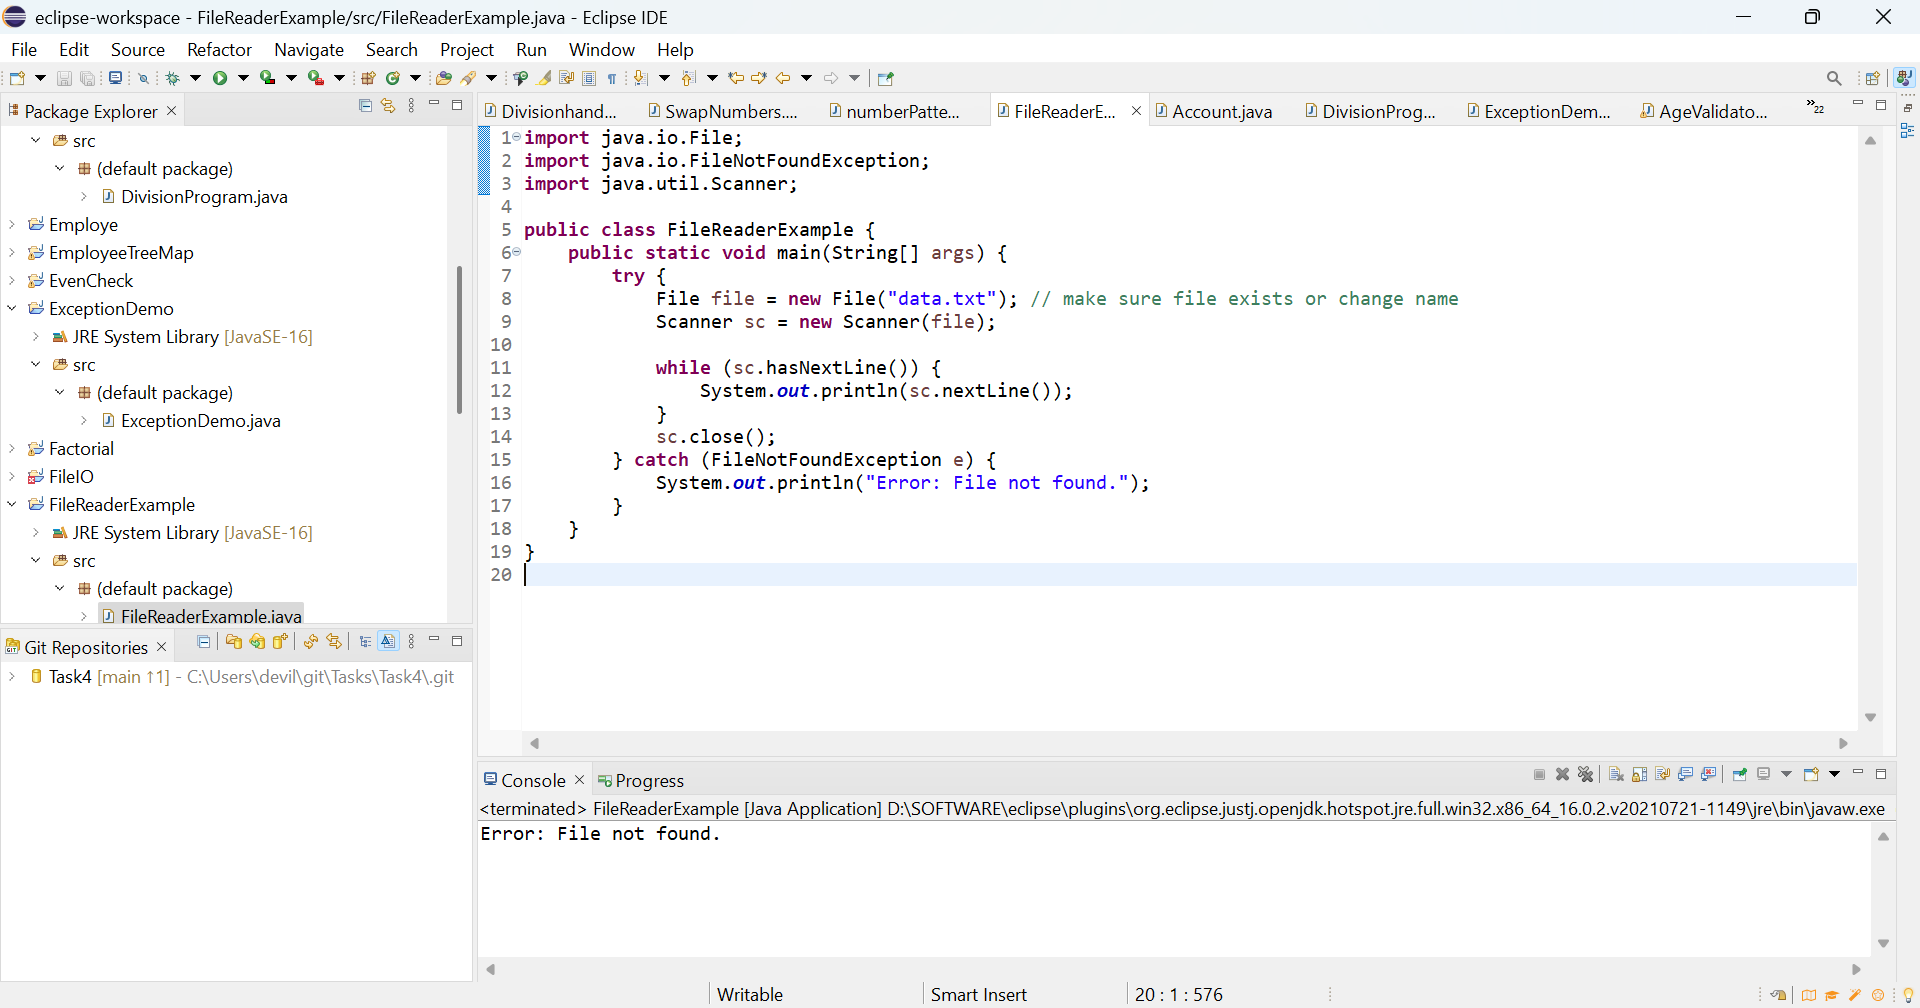 eclipse-workspace - FileReaderExample/src/FileReaderExample.java - Eclipse IDE
File Edit Source Refactor Navigate Search Project Run Window Help
Package Explorer
src
(default package)
DivisionProgram.java
Employe
EmployeeTreeMap
EvenCheck
ExceptionDemo
JRE System Library [JavaSE-16]
src
(default package)
ExceptionDemo.java
Factorial
FileIO
FileReaderExample
JRE System Library [JavaSE-16]
src
(default package)
FileReaderExample.java
Git Repositories
Task4 [main ↑1] - C:\Users\devil\git\Tasks\Task4\.git
Divisionhand... SwapNumbers.... numberPatte... FileReaderE... Account.java DivisionProg... ExceptionDem... AgeValidato... »22
1 import java.io.File;
2 import java.io.FileNotFoundException;
3 import java.util.Scanner;
4
5 public class FileReaderExample {
6     public static void main(String[] args) {
7         try {
8             File file = new File("data.txt"); // make sure file exists or change name
9             Scanner sc = new Scanner(file);
10
11             while (sc.hasNextLine()) {
12                 System.out.println(sc.nextLine());
13             }
14             sc.close();
15         } catch (FileNotFoundException e) {
16             System.out.println("Error: File not found.");
17         }
18     }
19 }
20
Console Progress
<terminated> FileReaderExample [Java Application] D:\SOFTWARE\eclipse\plugins\org.eclipse.justj.openjdk.hotspot.jre.full.win32.x86_64_16.0.2.v20210721-1149\jre\bin\javaw.exe
Error: File not found.
Writable Smart Insert 20 : 1 : 576